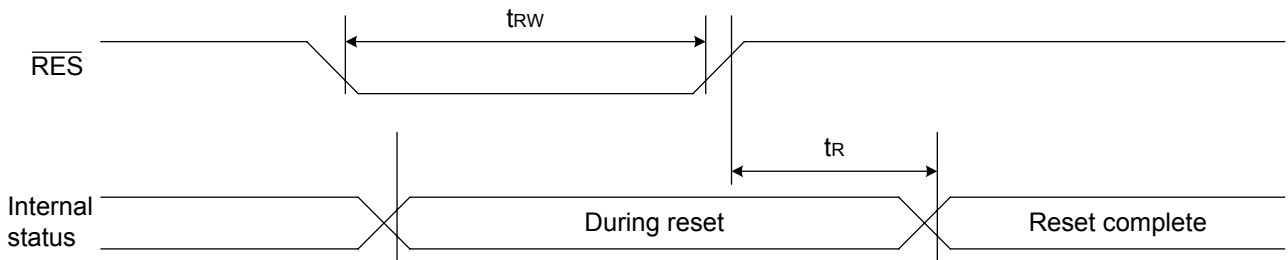 tRW
RES
tR
Internal
status
During reset
Reset complete